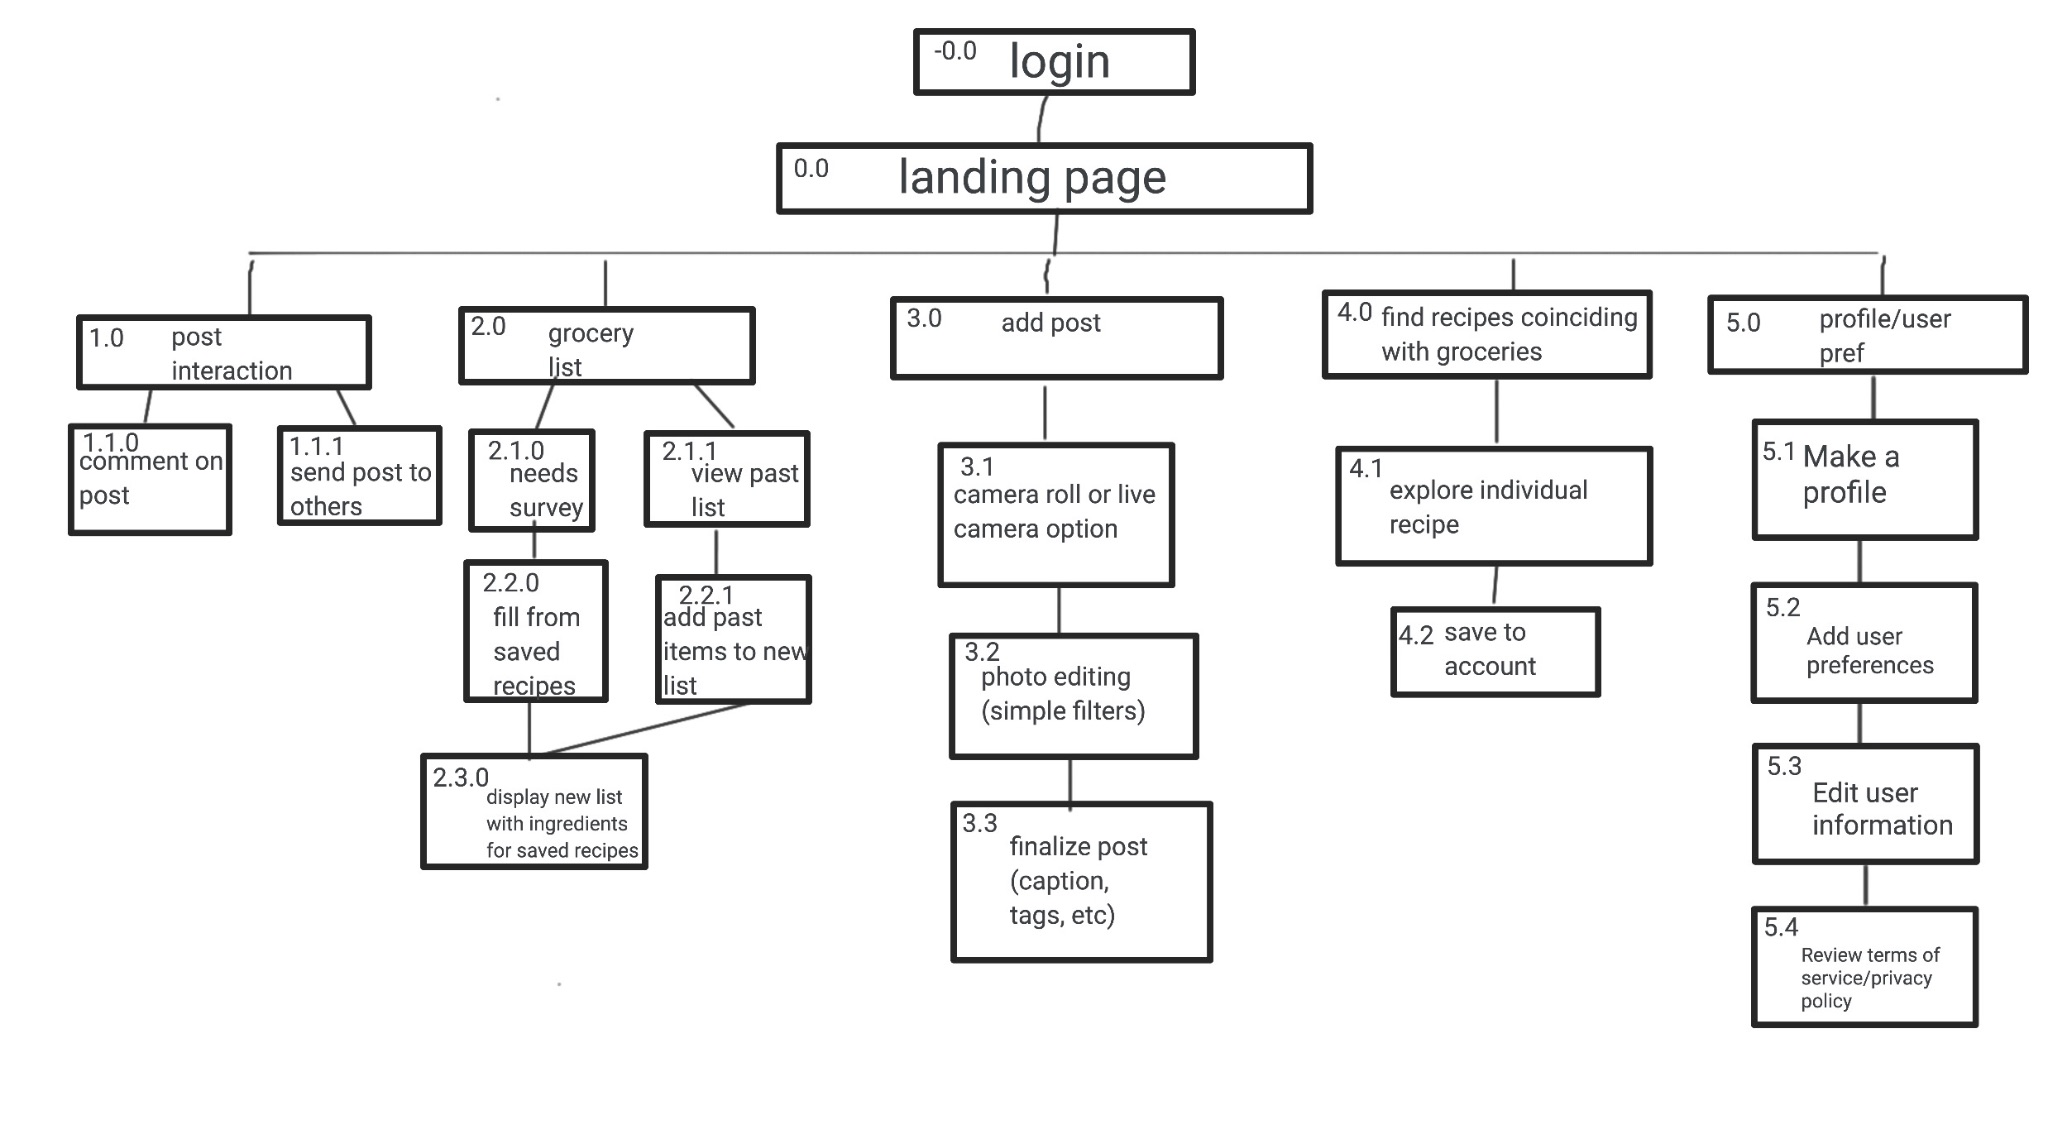 -0.0 login
0.0 landing page
1.0 post
interaction
1.1.0
comment on
post
1.1.1
send post to
others
2.0 grocery
list
2.1.0
needs
survey
2.1.1
view past
list
2.2.0
fill from
saved
recipes
2.2.1
add past
items to new
list
2.3.0
display new list
with ingredients
for saved recipes
3.0 add post
3.1
camera roll or live
camera option
3.2
photo editing
(simple filters)
3.3
finalize post
(caption,
tags, etc)
4.0 find recipes coinciding
with groceries
4.1
explore individual
recipe
4.2 save to
account
5.0 profile/user
pref
5.1 Make a
profile
5.2
Add user
preferences
5.3
Edit user
information
5.4
Review terms of
service/privacy
policy